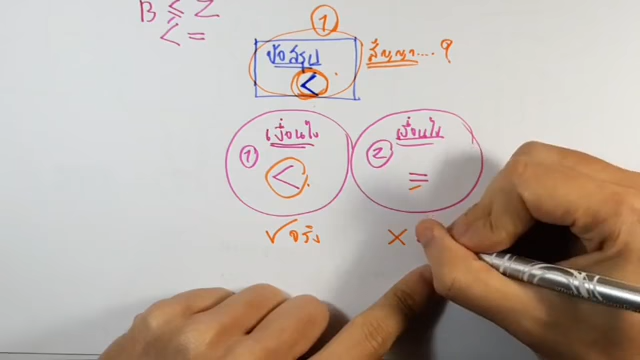 B ≤ Z
< =
1
ข้อสรุป
<
สัญญา....ๆ
1 เงื่อนไข
<
2 เงื่อนไข
=
✓ จริง
×